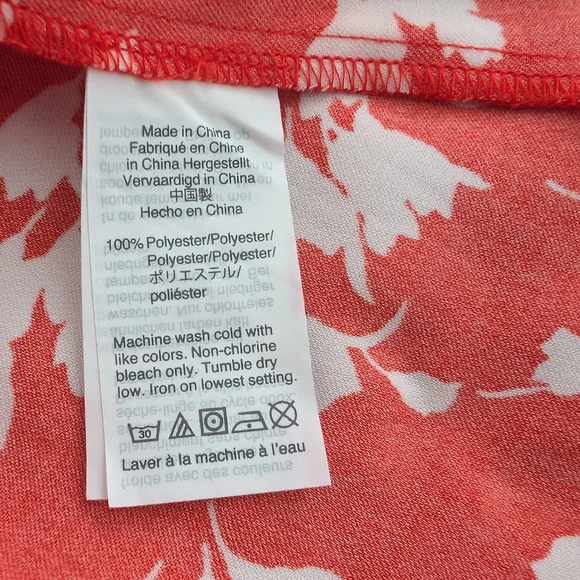 Made in China
Fabriqué en Chine
in China Hergestellt
Vervaardigd in China
中国製
Hecho en China
100% Polyester/Polyester/
Polyester/Polyester/
ポリエステル/
poliéster
Machine wash cold with
like colors. Non-chlorine
bleach only. Tumble dry
low. Iron on lowest setting.
30
Laver à la machine à l'eau